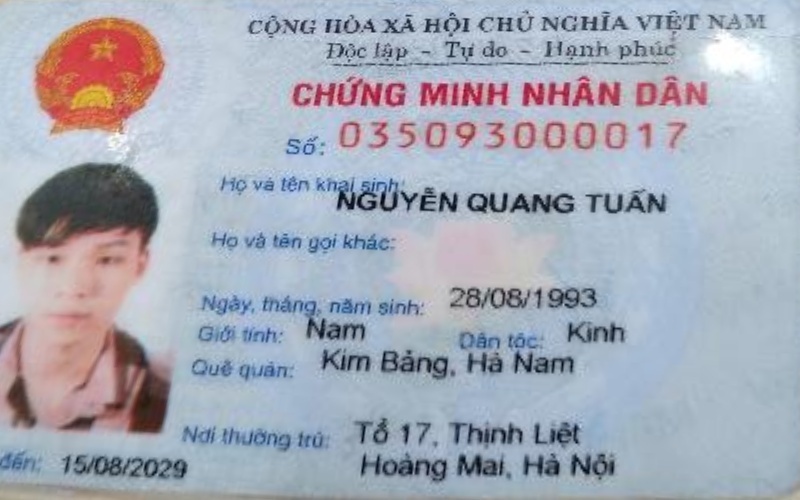 CỘNG HÒA XÃ HỘI CHỦ NGHĨA VIỆT NAM
Độc lập - Tự do - Hạnh phúc
CHỨNG MINH NHÂN DÂN
Số: 035093000017
Họ và tên khai sinh:
NGUYỄN QUANG TUẤN
Họ và tên gọi khác:
Ngày, tháng, năm sinh: 28/08/1993
Giới tính: Nam Dân tộc: Kinh
Quê quán: Kim Bảng, Hà Nam
Nơi thường trú: Tổ 17, Thịnh Liệt
Hoàng Mai, Hà Nội
đến: 15/08/2029